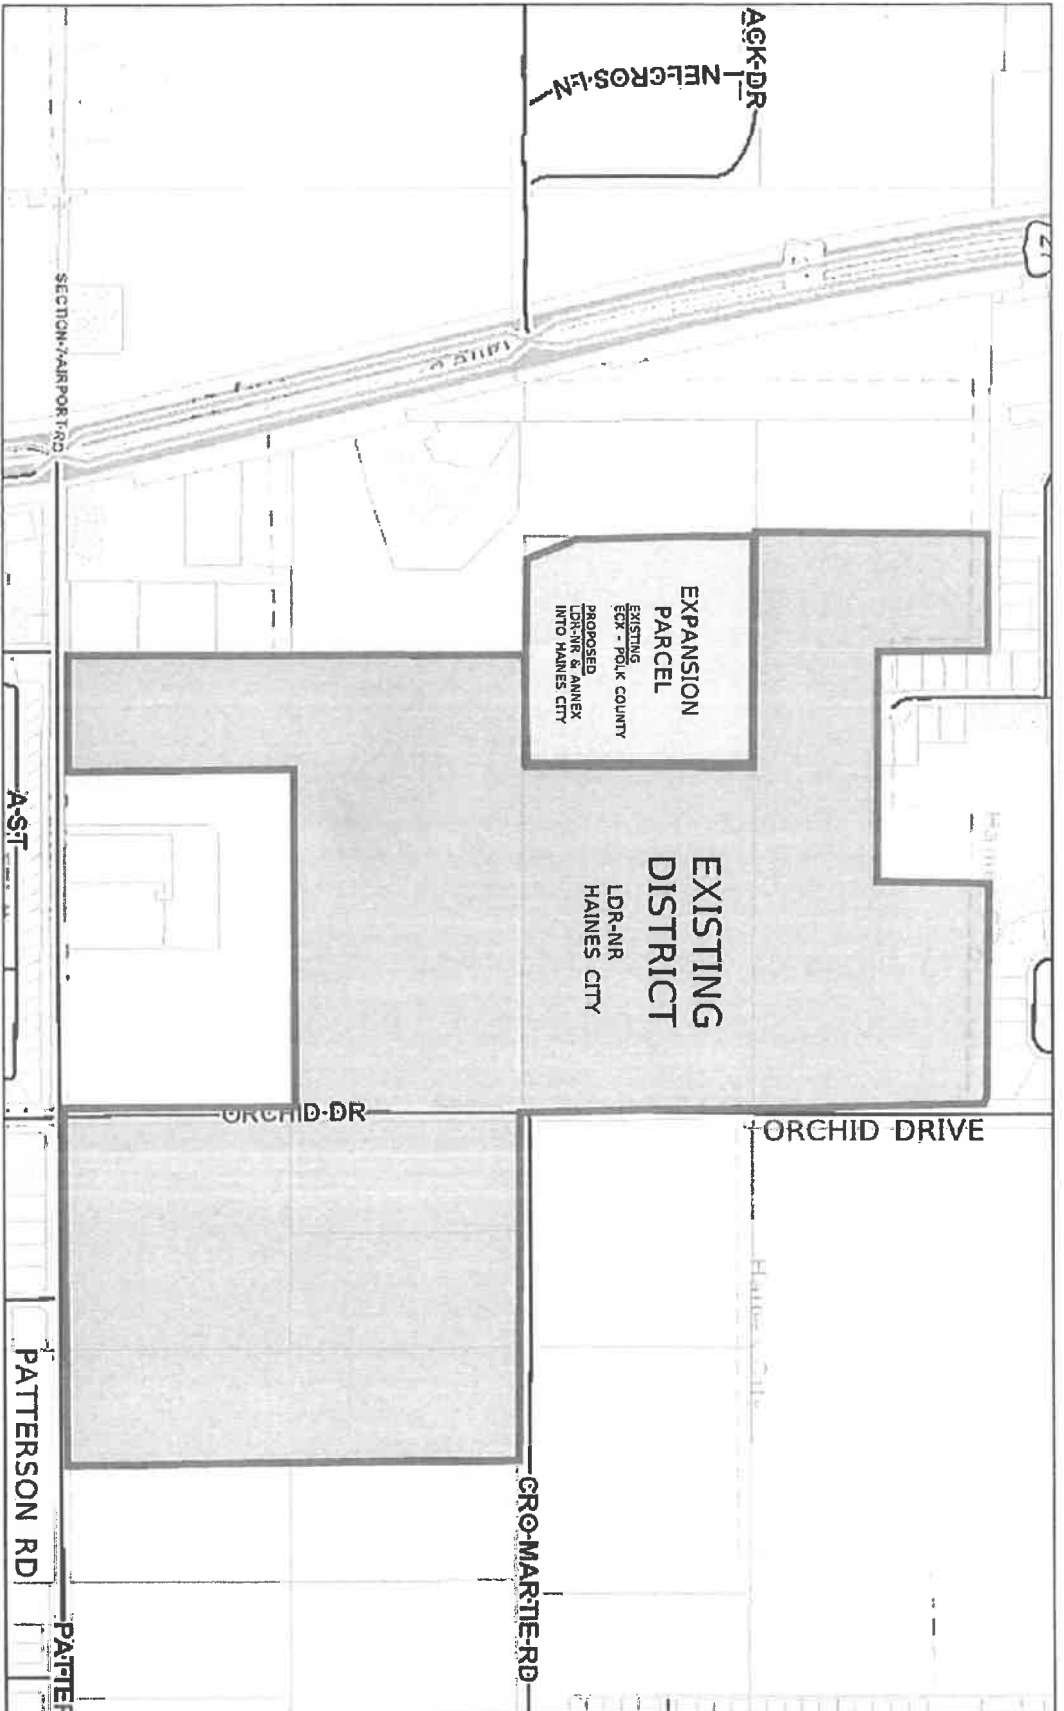 ACK-DR
NELCROS-LN
SECTION-7-AIRPORT-RD
EXPANSION
PARCEL
EXISTING
ECX - POLK COUNTY
PROPOSED
LDR-NR & ANNEX
INTO HAINES CITY
EXISTING
DISTRICT
LDR-NR
HAINES CITY
ORCHID DRIVE
ORCHID-DR
A-ST
CRO-MARTIE-RD
PATTERSON RD
PATTER